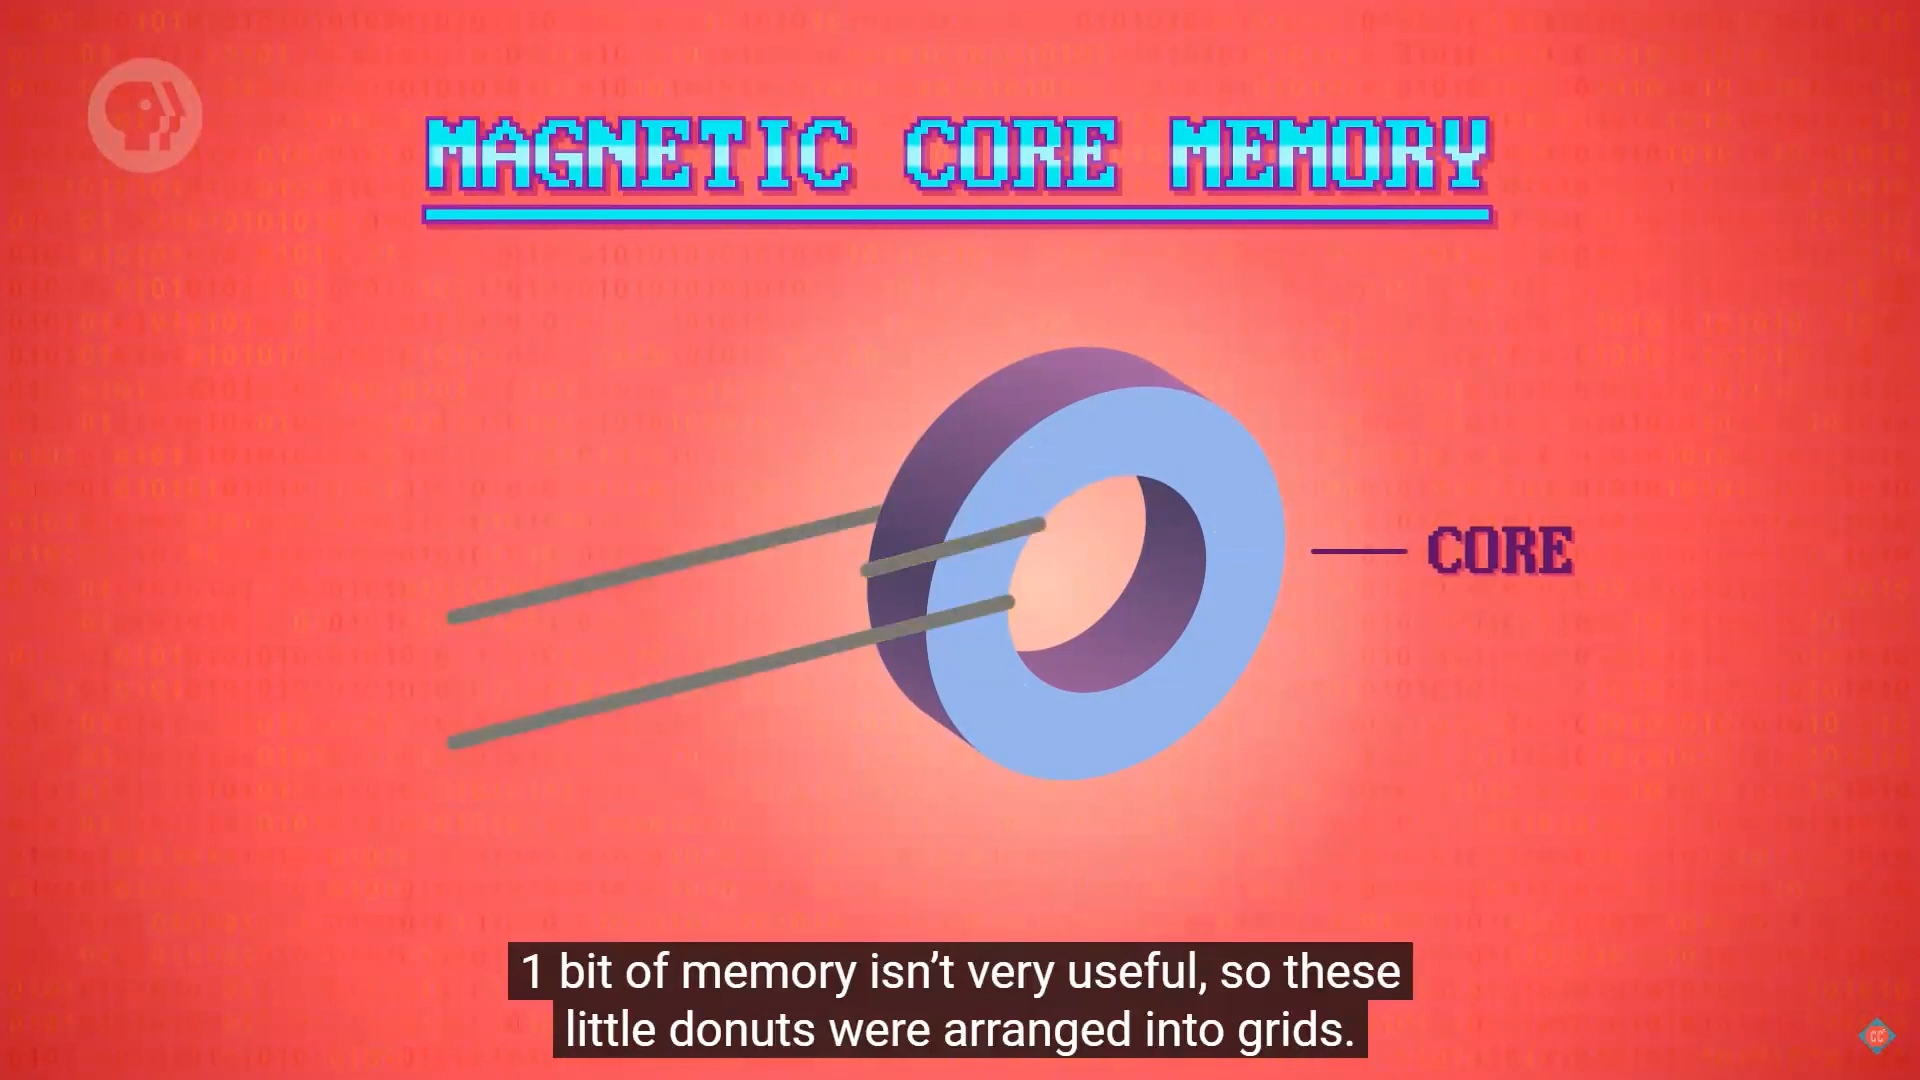 MAGNETIC CORE MEMORY
CORE
1 bit of memory isn’t very useful, so these
little donuts were arranged into grids.
CC